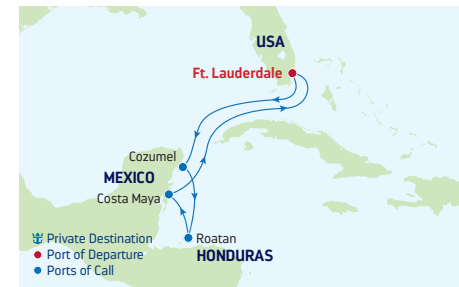 USA
Ft. Lauderdale
Cozumel
MEXICO
Costa Maya
Roatan
HONDURAS
Private Destination
Port of Departure
Ports of Call